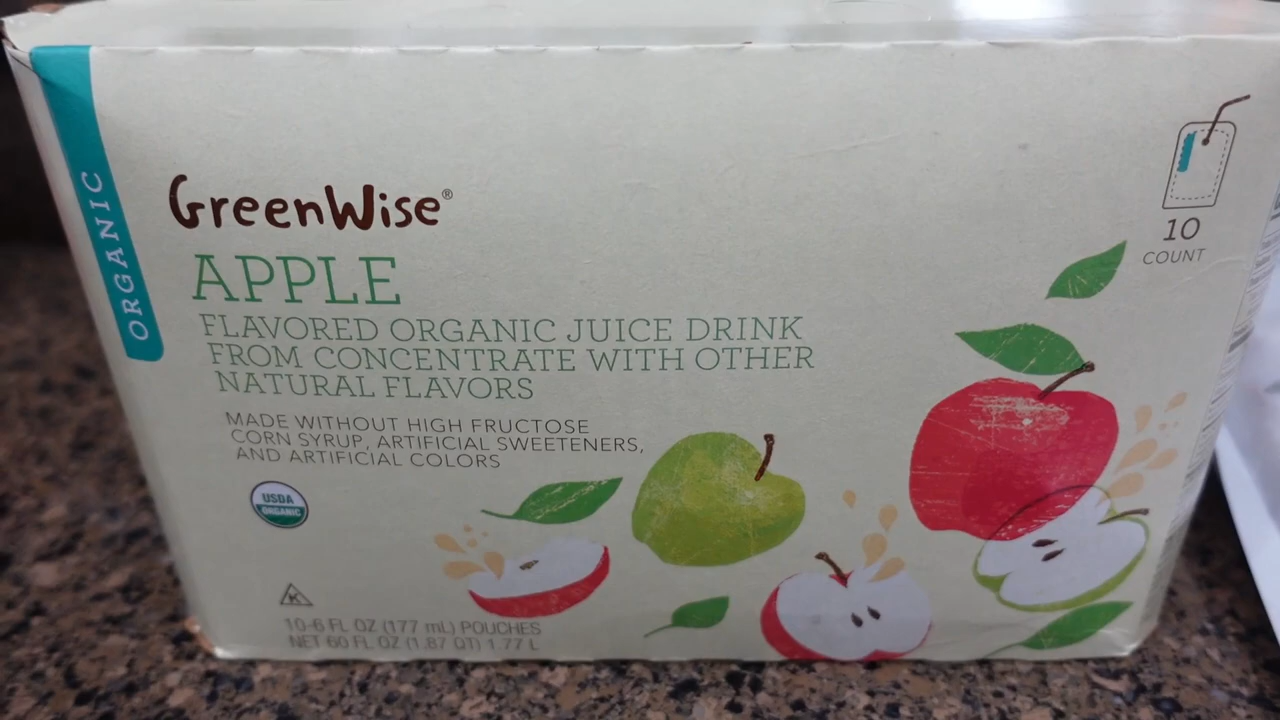 ORGANIC
GreenWise®
APPLE
FLAVORED ORGANIC JUICE DRINK
FROM CONCENTRATE WITH OTHER
NATURAL FLAVORS
MADE WITHOUT HIGH FRUCTOSE
CORN SYRUP, ARTIFICIAL SWEETENERS,
AND ARTIFICIAL COLORS
USDA
ORGANIC
K
10-6 FL OZ (177 mL) POUCHES
NET 60 FL OZ (1.87 QT) 1.77 L
10
COUNT